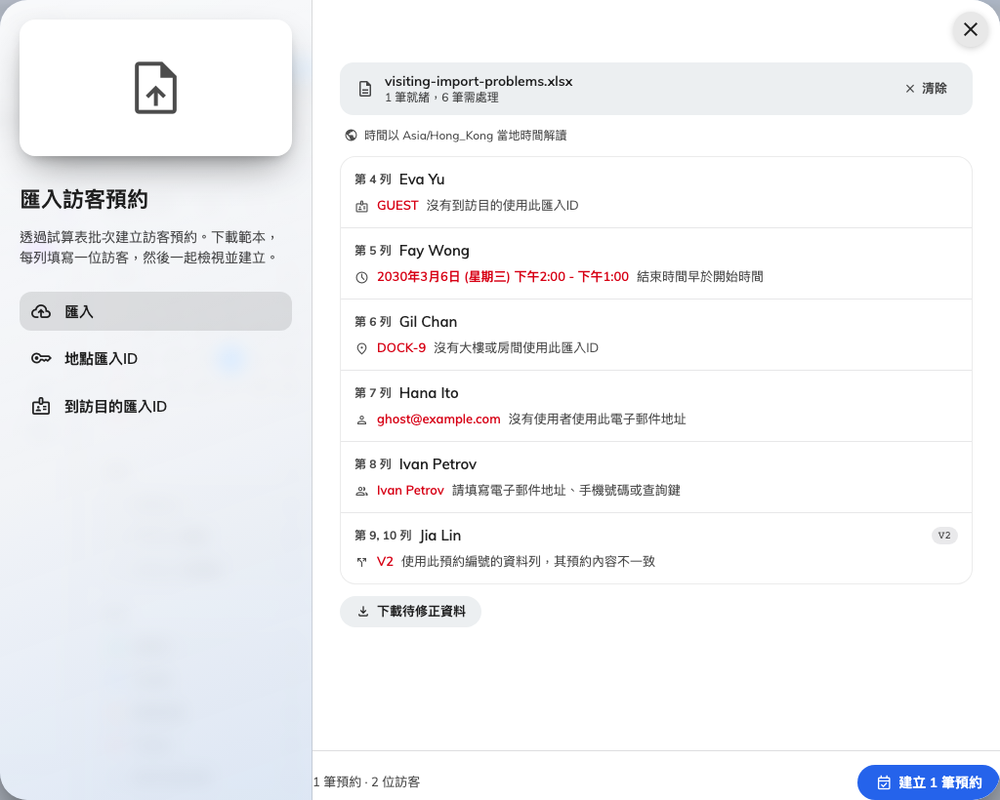 匯入訪客預約
透過試算表批次建立訪客預約。下載範本，
每列填寫一位訪客，然後一起檢視並建立。
匯入
地點匯入ID
到訪目的匯入ID
visiting-import-problems.xlsx
1 筆就緒，6 筆需處理
清除
時間以 Asia/Hong_Kong 當地時間解讀
第 4 列 Eva Yu
GUEST 沒有到訪目的使用此匯入ID
第 5 列 Fay Wong
2030年3月6日 (星期三) 下午2:00 - 下午1:00 結束時間早於開始時間
第 6 列 Gil Chan
DOCK-9 沒有大樓或房間使用此匯入ID
第 7 列 Hana Ito
ghost@example.com 沒有使用者使用此電子郵件地址
第 8 列 Ivan Petrov
Ivan Petrov 請填寫電子郵件地址、手機號碼或查詢鍵
第 9, 10 列 Jia Lin V2
V2 使用此預約編號的資料列，其預約內容不一致
下載待修正資料
1 筆預約 · 2 位訪客
建立 1 筆預約